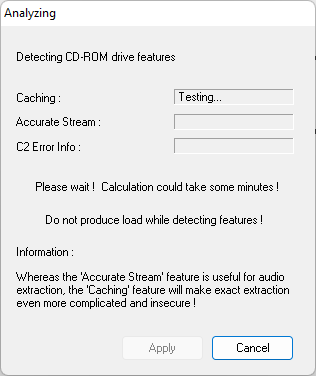 Analyzing
Detecting CD-ROM drive features
Caching :
Testing...
Accurate Stream :
C2 Error Info :
Please wait !  Calculation could take some minutes !
Do not produce load while detecting features !
Information :
Whereas the 'Accurate Stream' feature is useful for audio
extraction, the 'Caching' feature will make exact extraction
even more complicated and insecure !
Apply
Cancel